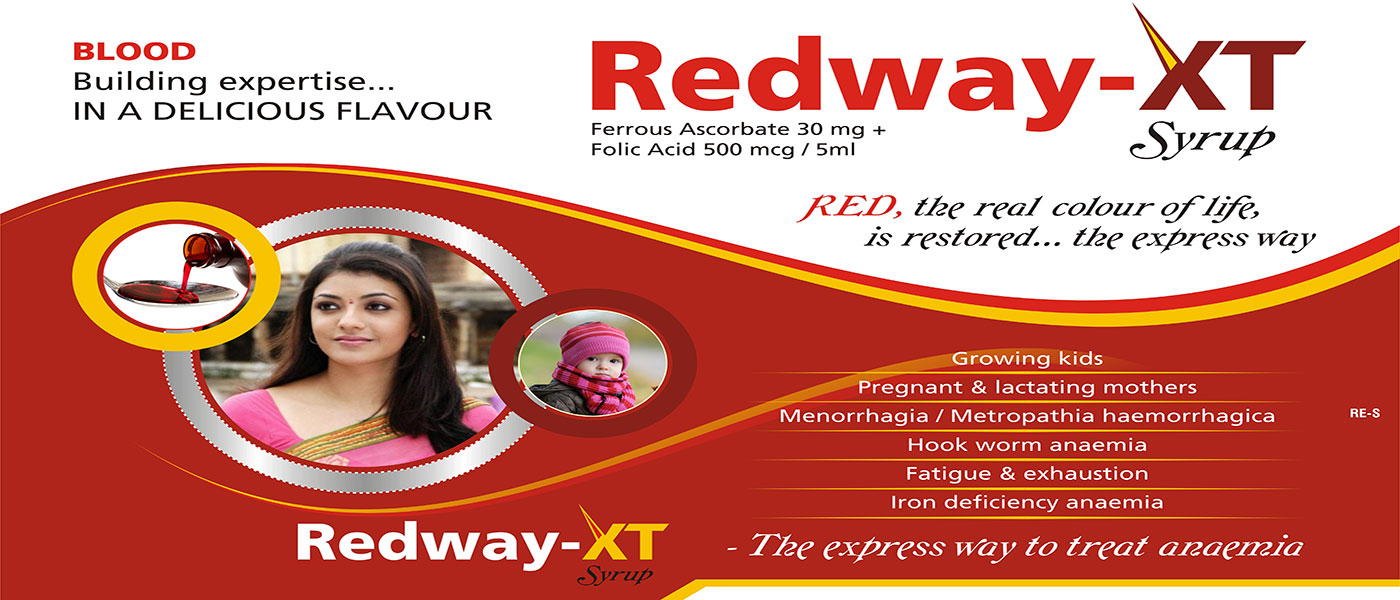 BLOOD
Building expertise...
IN A DELICIOUS FLAVOUR
Redway-XT
Syrup
Ferrous Ascorbate 30 mg +
Folic Acid 500 mcg / 5ml
RED, the real colour of life,
is restored... the express way
Growing kids
Pregnant & lactating mothers
Menorrhagia / Metropathia haemorrhagica
Hook worm anaemia
Fatigue & exhaustion
Iron deficiency anaemia
RE-S
Redway-XT
Syrup
- The express way to treat anaemia